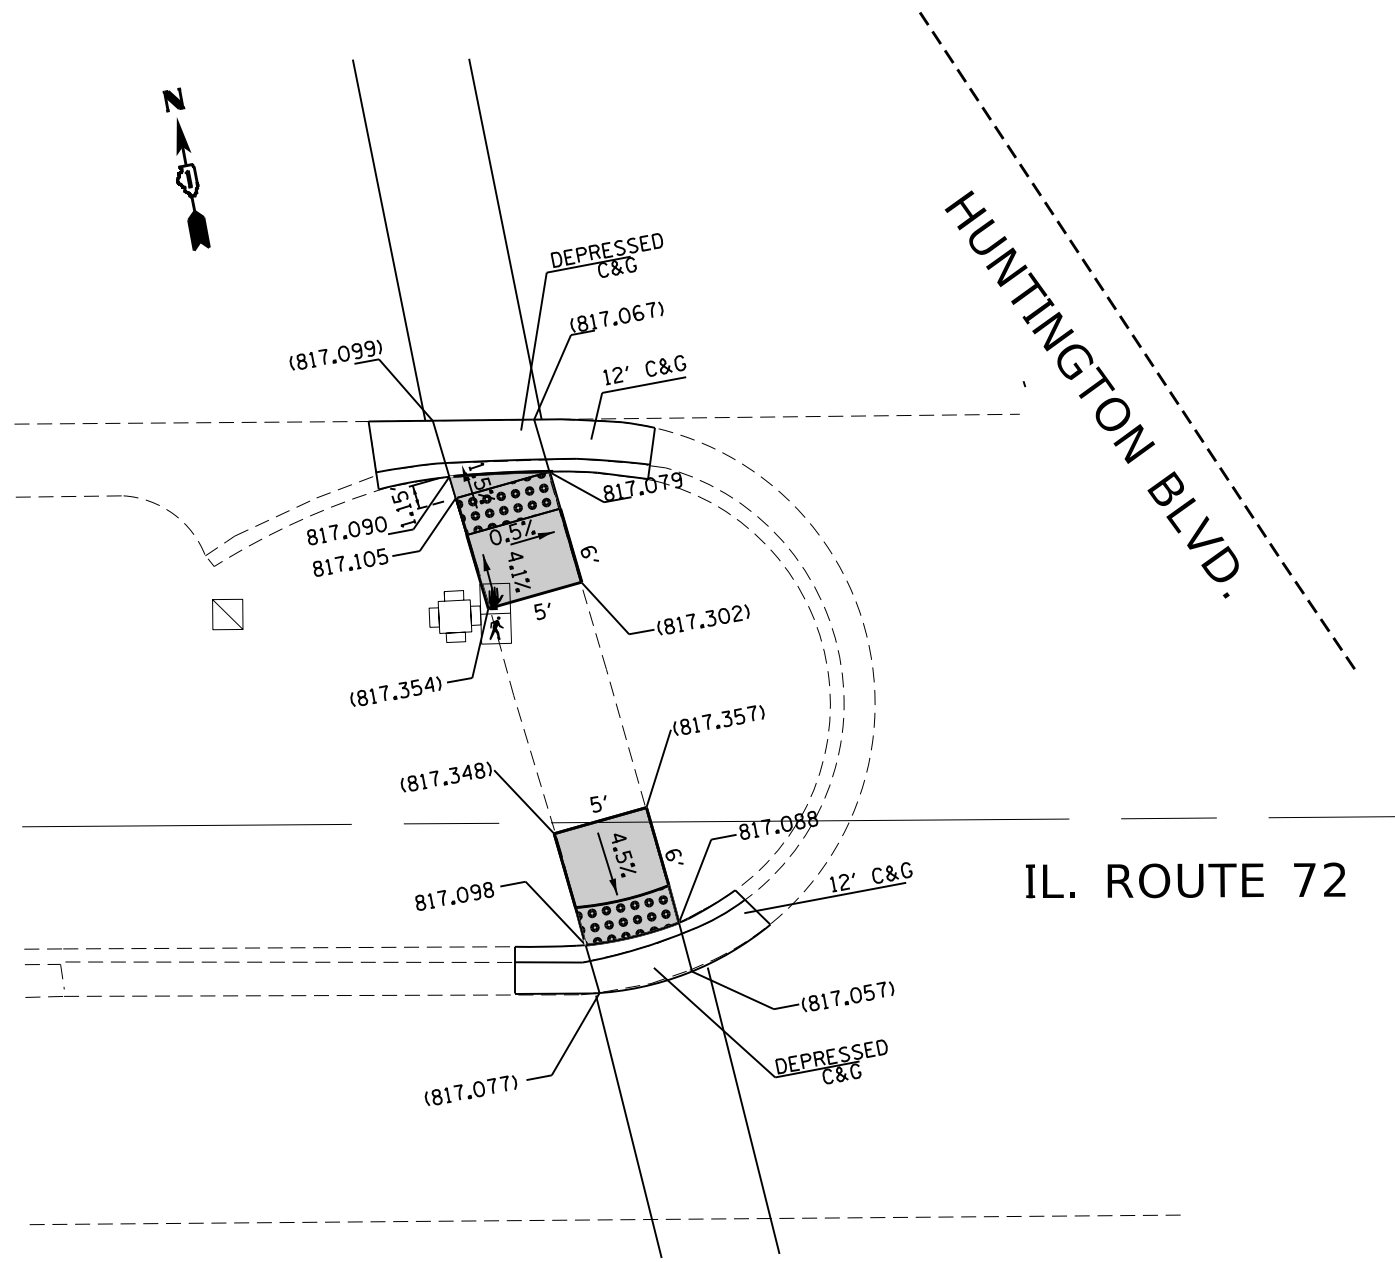 N
HUNTINGTON BLVD.
DEPRESSED
C&G
(817.067)
(817.099)
12' C&G
1.5%
817.079
1.15'
817.090
817.105
0.5%
4.1%
6'
5'
(817.302)
(817.354)
(817.357)
(817.348)
5'
817.088
4.5%
6'
12' C&G
IL. ROUTE 72
817.098
(817.057)
DEPRESSED
C&G
(817.077)